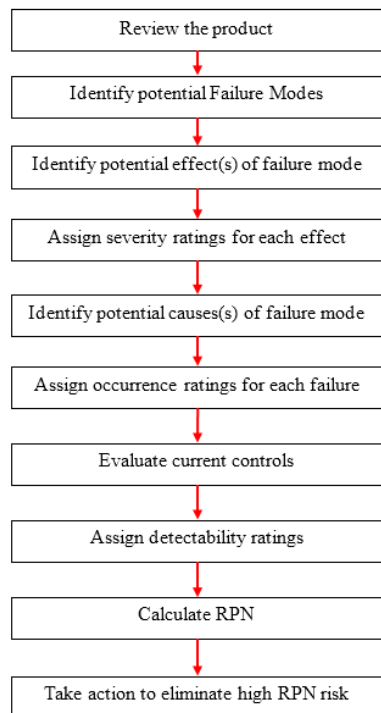 Review the product
Identify potential Failure Modes
Identify potential effect(s) of failure mode
Assign severity ratings for each effect
Identify potential causes(s) of failure mode
Assign occurrence ratings for each failure
Evaluate current controls
Assign detectability ratings
Calculate RPN
Take action to eliminate high RPN risk